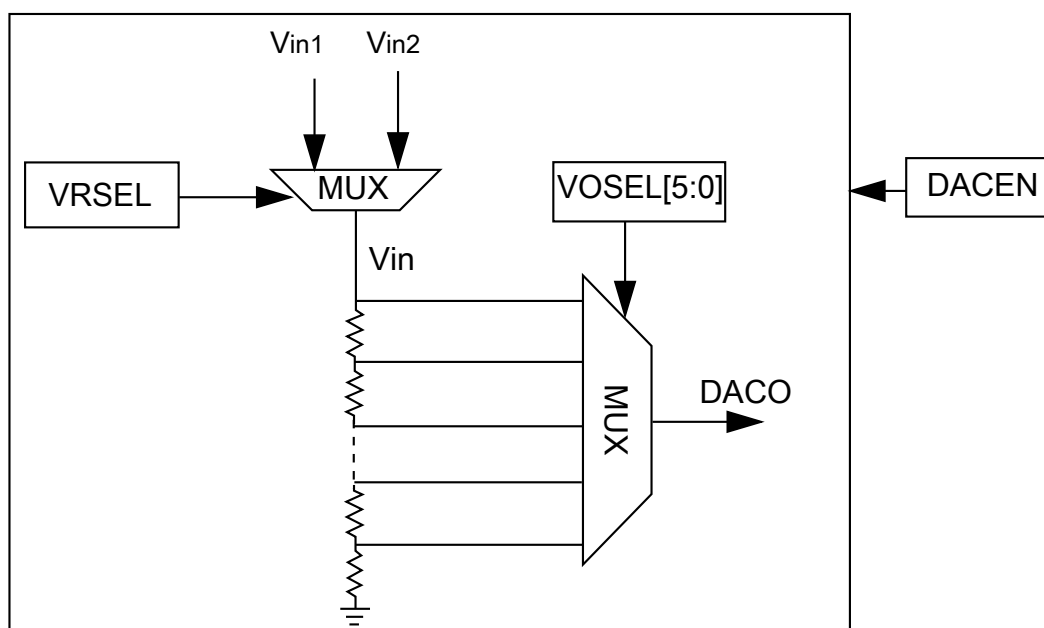 Vin1
Vin2
VRSEL
MUX
VOSEL[5:0]
DACEN
Vin
MUX
DACO